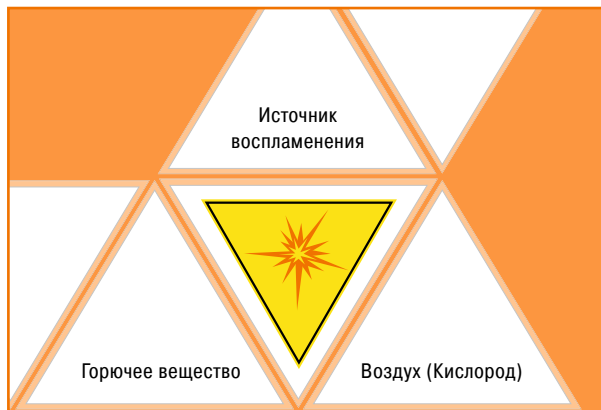 Источник
воспламенения
Горючее вещество
Воздух (Кислород)